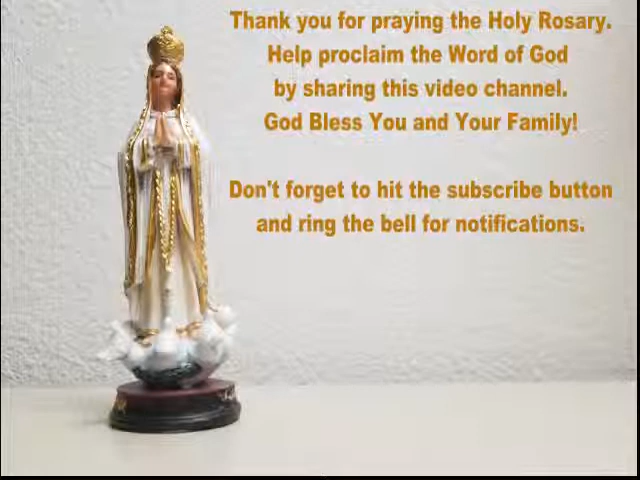 Thank you for praying the Holy Rosary.
Help proclaim the Word of God
by sharing this video channel.
God Bless You and Your Family!
Don't forget to hit the subscribe button
and ring the bell for notifications.